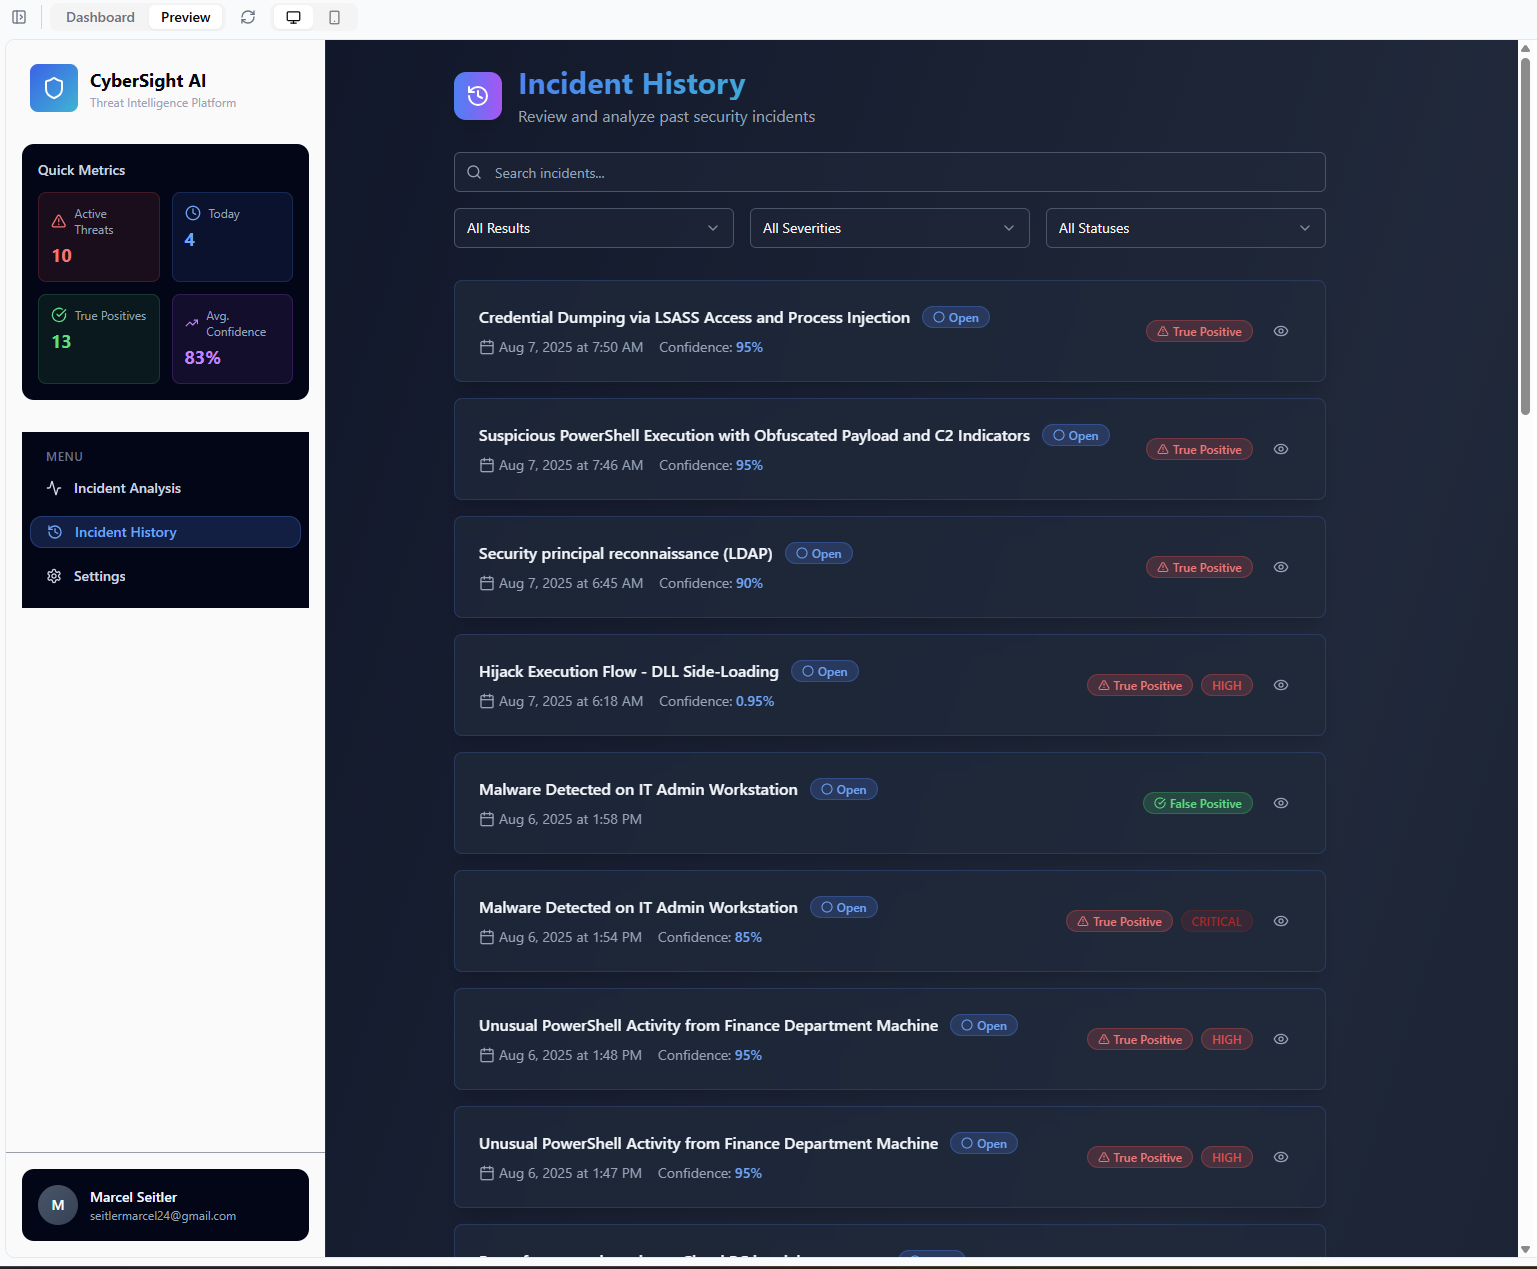 Dashboard
Preview
CyberSight AI
Threat Intelligence Platform
Quick Metrics
Active
Threats
10
Today
4
True Positives
13
Avg.
Confidence
83%
MENU
Incident Analysis
Incident History
Settings
Marcel Seitler
seitlermarcel24@gmail.com
M
Incident History
Review and analyze past security incidents
Search incidents...
All Results
All Severities
All Statuses
Credential Dumping via LSASS Access and Process Injection Open
Aug 7, 2025 at 7:50 AM Confidence: 95%
True Positive
Suspicious PowerShell Execution with Obfuscated Payload and C2 Indicators Open
Aug 7, 2025 at 7:46 AM Confidence: 95%
True Positive
Security principal reconnaissance (LDAP) Open
Aug 7, 2025 at 6:45 AM Confidence: 90%
True Positive
Hijack Execution Flow - DLL Side-Loading Open
Aug 7, 2025 at 6:18 AM Confidence: 0.95%
True Positive HIGH
Malware Detected on IT Admin Workstation Open
Aug 6, 2025 at 1:58 PM
False Positive
Malware Detected on IT Admin Workstation Open
Aug 6, 2025 at 1:54 PM Confidence: 85%
True Positive CRITICAL
Unusual PowerShell Activity from Finance Department Machine Open
Aug 6, 2025 at 1:48 PM Confidence: 95%
True Positive HIGH
Unusual PowerShell Activity from Finance Department Machine Open
Aug 6, 2025 at 1:47 PM Confidence: 95%
True Positive HIGH